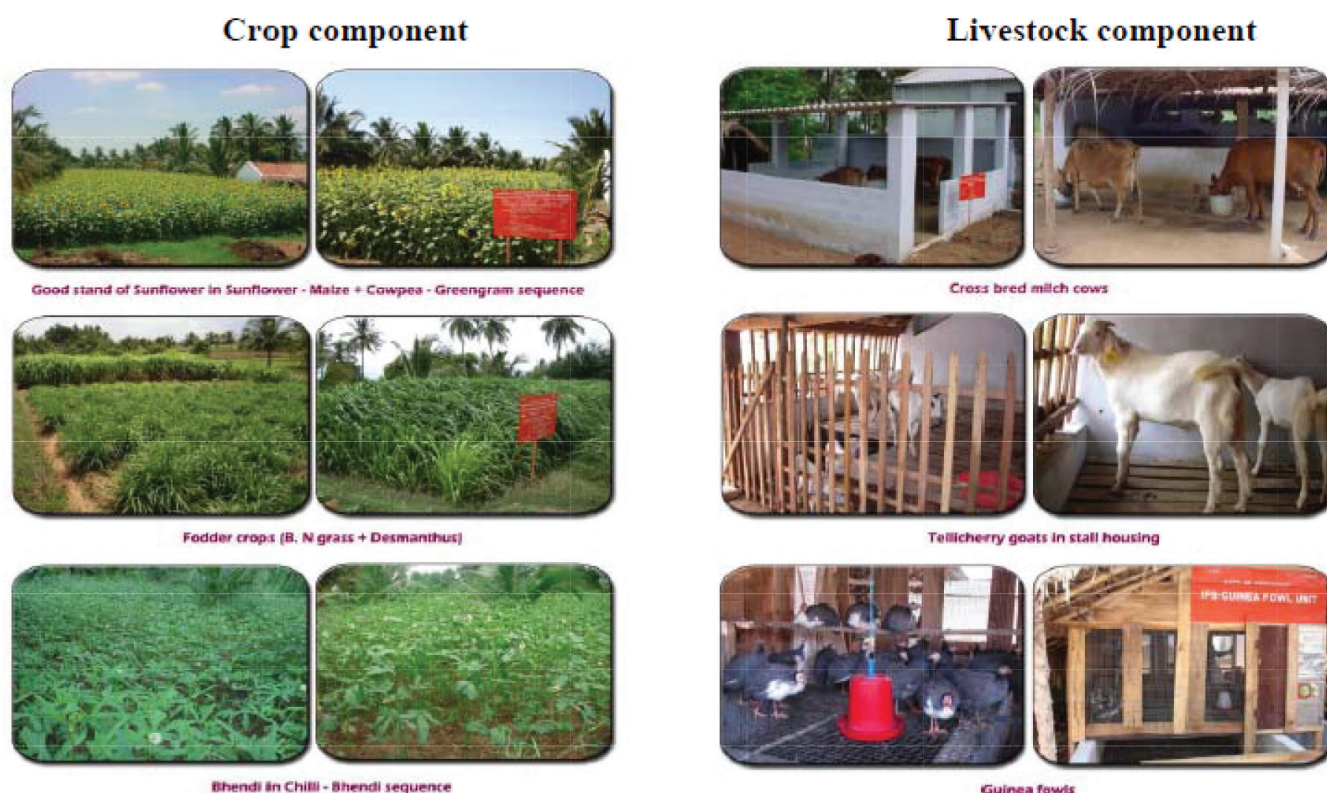 Crop component
Livestock component
Good stand of Sunflower in Sunflower - Maize + Cowpea - Greengram sequence
Cross bred milch cows
Fodder crops (B. N grass + Desmanthus)
Tellicherry goats in stall housing
IFS-GUINEA FOWL UNIT
Bhendi in Chilli - Bhendi sequence
Guinea fowls